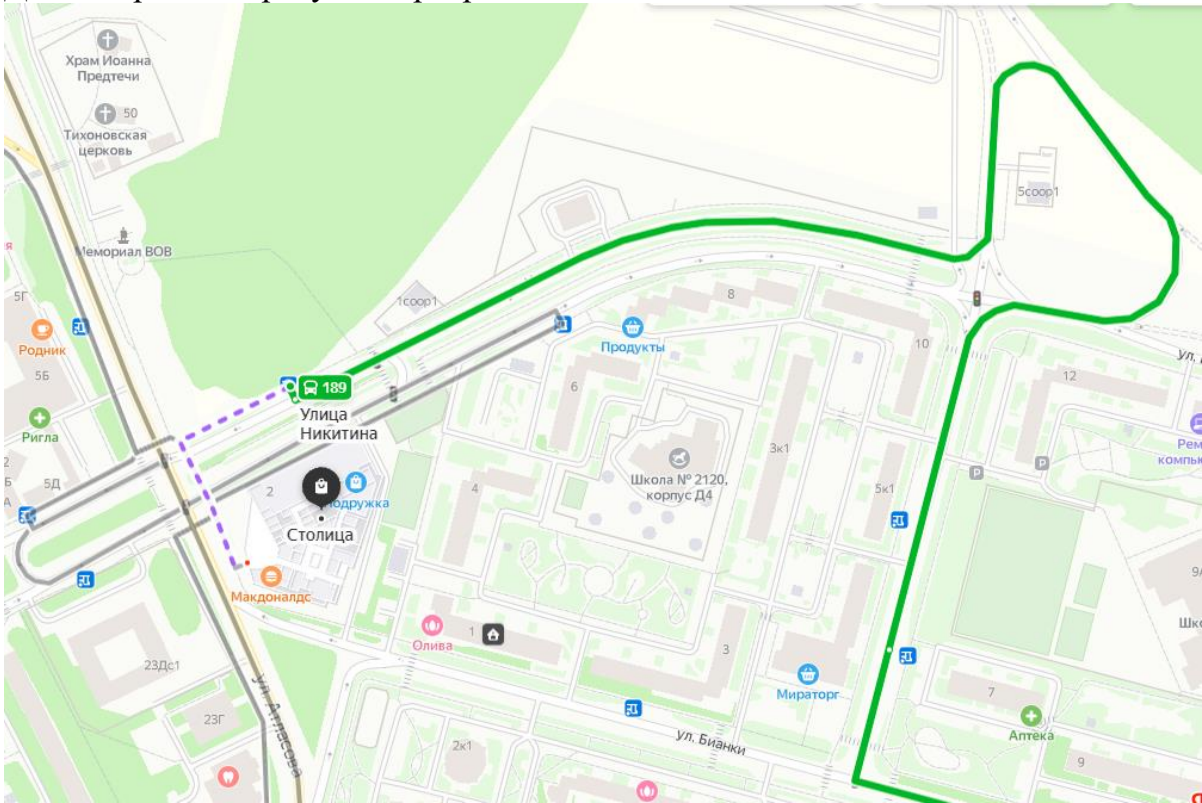 Храм Иоанна
Предтечи
50
Тихоновская
церковь
5соор1
Мемориал ВОВ
1соор1
5Г
8
Родник
Продукты
10
ул.
5Б
12
189
6
Улица
Никитина
Ригла
3к1
Школа № 2120,
корпус Д4
5Д
2
Подружка
4
5к1
Столица
Макдоналдс
Олива
1
3
23Дс1
Мираторг
7
ул. Атласова
23Г
ул. Бианки
Аптека
2к1
9